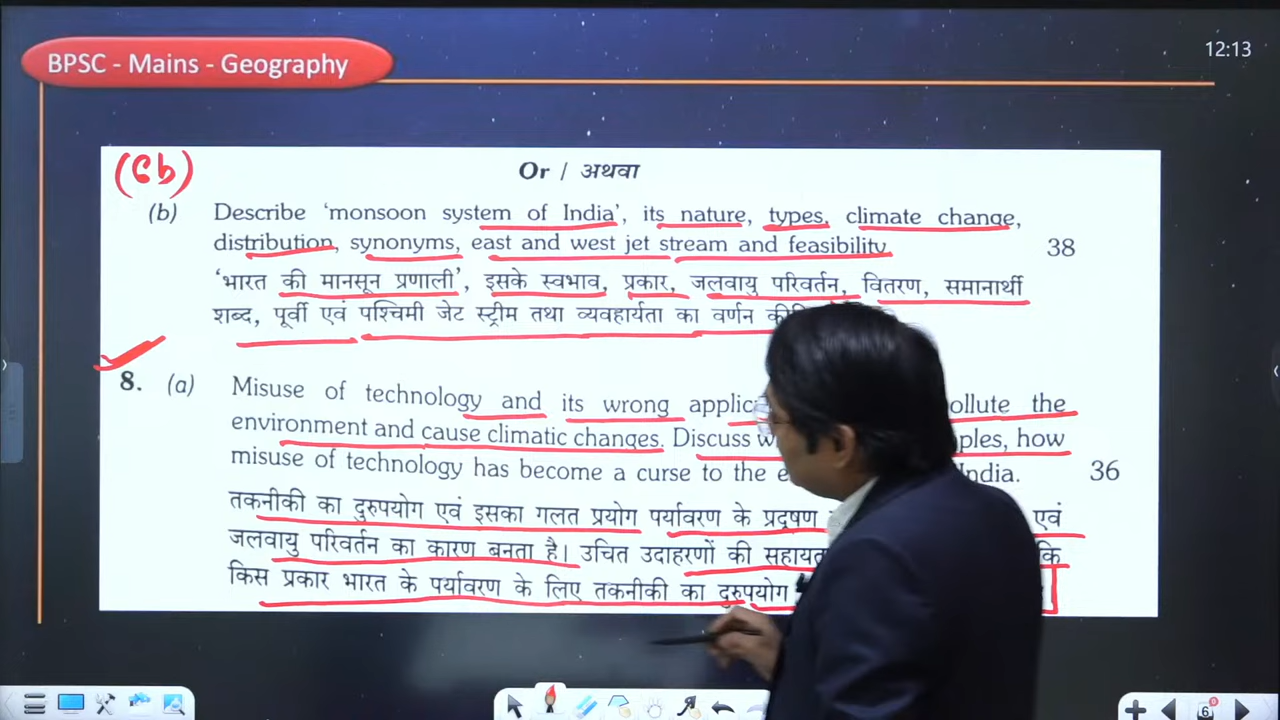 BPSC - Mains - Geography
12:13
(6b)
Or / अथवा
(b) Describe ‘monsoon system of India’, its nature, types, climate change,
distribution, synonyms, east and west jet stream and feasibility 38
‘भारत की मानसून प्रणाली’, इसके स्वभाव, प्रकार, जलवायु परिवर्तन, वितरण, समानार्थी
शब्द, पूर्वी एवं पश्चिमी जेट स्ट्रीम तथा व्यवहार्यता का वर्णन
8. (a) Misuse of technology and its wrong the
environment and cause climatic changes. Discuss how
misuse of technology has become a curse to the India. 36
तकनीकी का दुरुपयोग एवं इसका गलत प्रयोग पर्यावरण के प्रदूषण एवं
जलवायु परिवर्तन का कारण बनता है। उचित उदाहरणों की कि
किस प्रकार भारत के पर्यावरण के लिए तकनीकी का दुरुपयोग
6